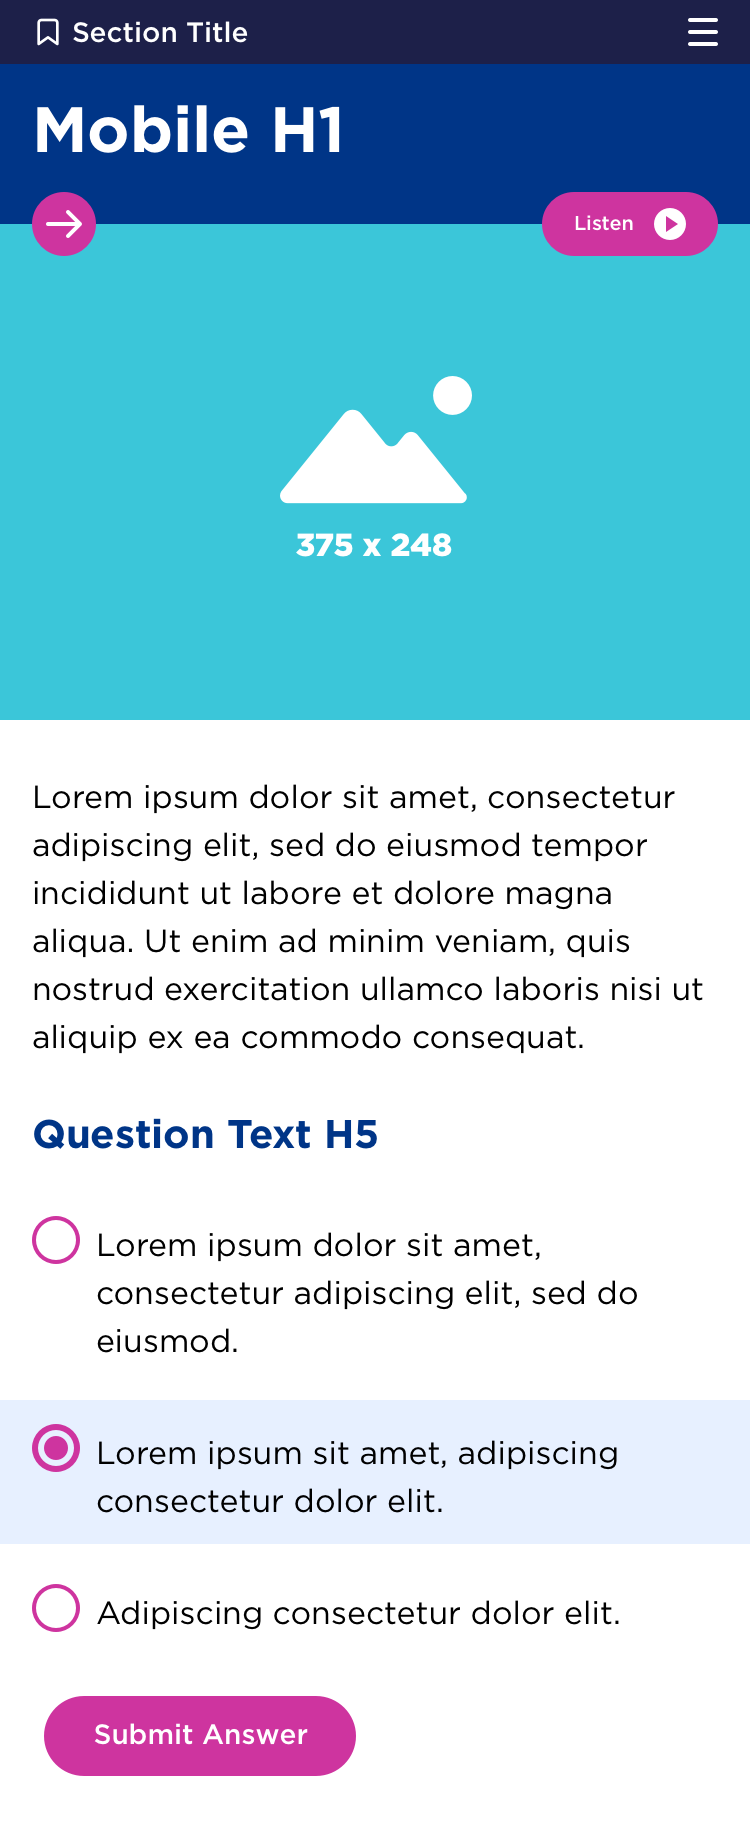 Section Title
Mobile H1
Listen
375 x 248
Lorem ipsum dolor sit amet, consectetur
adipiscing elit, sed do eiusmod tempor
incididunt ut labore et dolore magna
aliqua. Ut enim ad minim veniam, quis
nostrud exercitation ullamco laboris nisi ut
aliquip ex ea commodo consequat.
Question Text H5
Lorem ipsum dolor sit amet,
consectetur adipiscing elit, sed do
eiusmod.
Lorem ipsum sit amet, adipiscing
consectetur dolor elit.
Adipiscing consectetur dolor elit.
Submit Answer